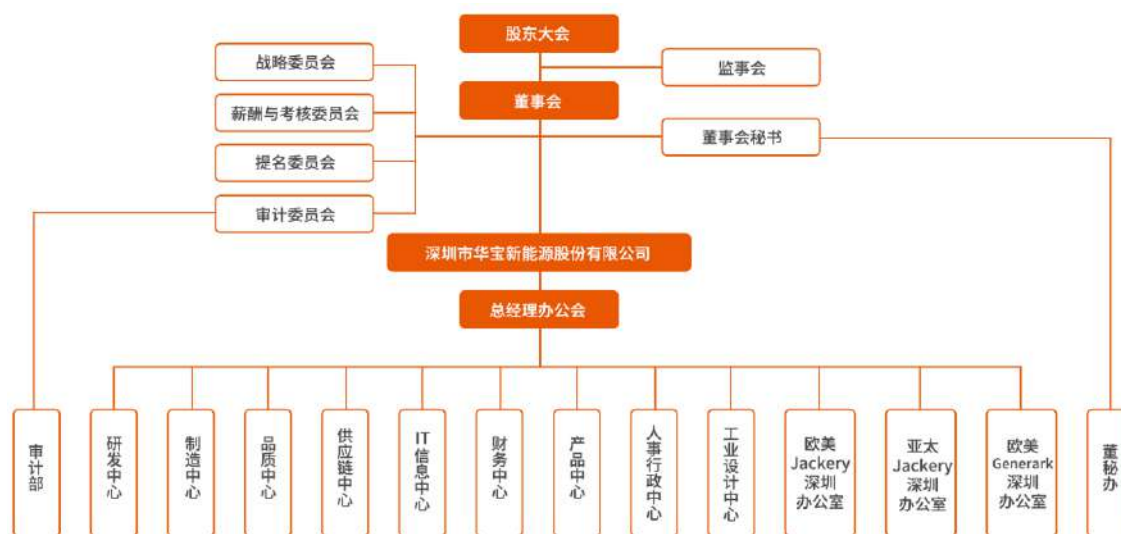 股东大会
战略委员会
监事会
董事会
薪酬与考核委员会
董事会秘书
提名委员会
审计委员会
深圳市华宝新能源股份有限公司
总经理办公会
审计部
研发中心
制造中心
品质中心
供应链中心
IT
信息中心
财务中心
产品中心
人事行政中心
工业设计中心
欧美
Jackery
深圳
办公室
亚太
Jackery
深圳
办公室
欧美
Generark
深圳
办公室
董秘办